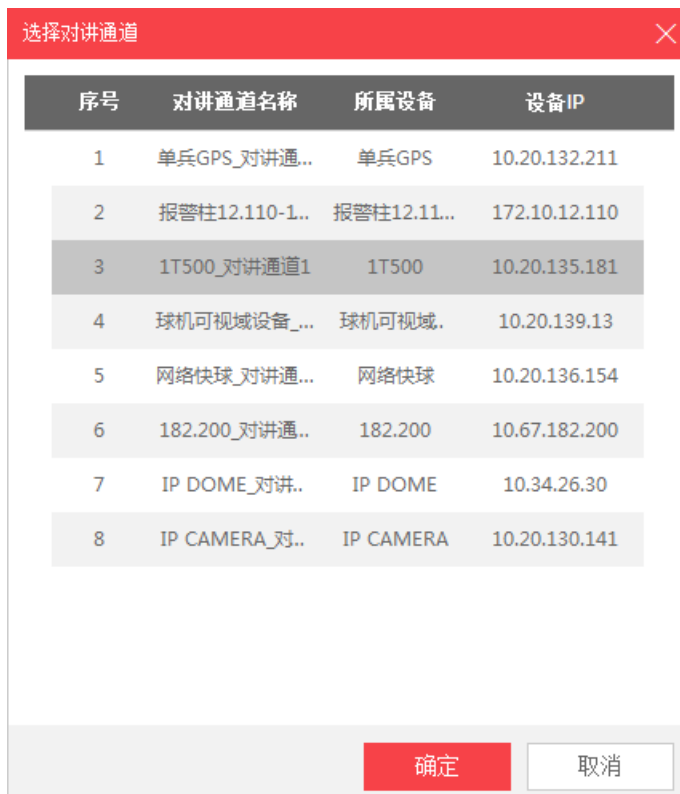 选择对讲通道
序号 对讲通道名称 所属设备 设备IP
1 单兵GPS_对讲通... 单兵GPS 10.20.132.211
2 报警柱12.110-1... 报警柱12.11... 172.10.12.110
3 1T500_对讲通道1 1T500 10.20.135.181
4 球机可视域设备_... 球机可视域.. 10.20.139.13
5 网络快球_对讲通... 网络快球 10.20.136.154
6 182.200_对讲通.. 182.200 10.67.182.200
7 IP DOME_对讲.. IP DOME 10.34.26.30
8 IP CAMERA_对.. IP CAMERA 10.20.130.141
确定 取消